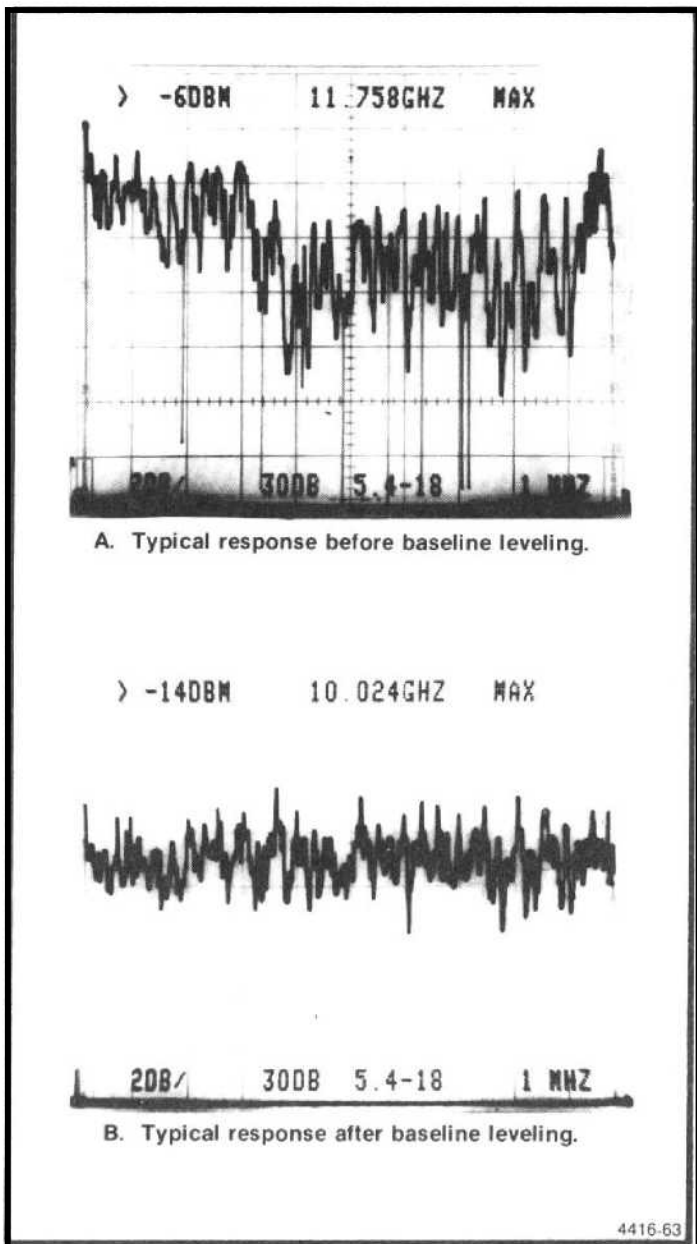 > -6DBM 11.758GHZ MAX
2DB/ 30DB 5.4-18 1 MHZ
A. Typical response before baseline leveling.
> -14DBM 10.024GHZ MAX
2DB/ 30DB 5.4-18 1 MHZ
B. Typical response after baseline leveling.
4416-63